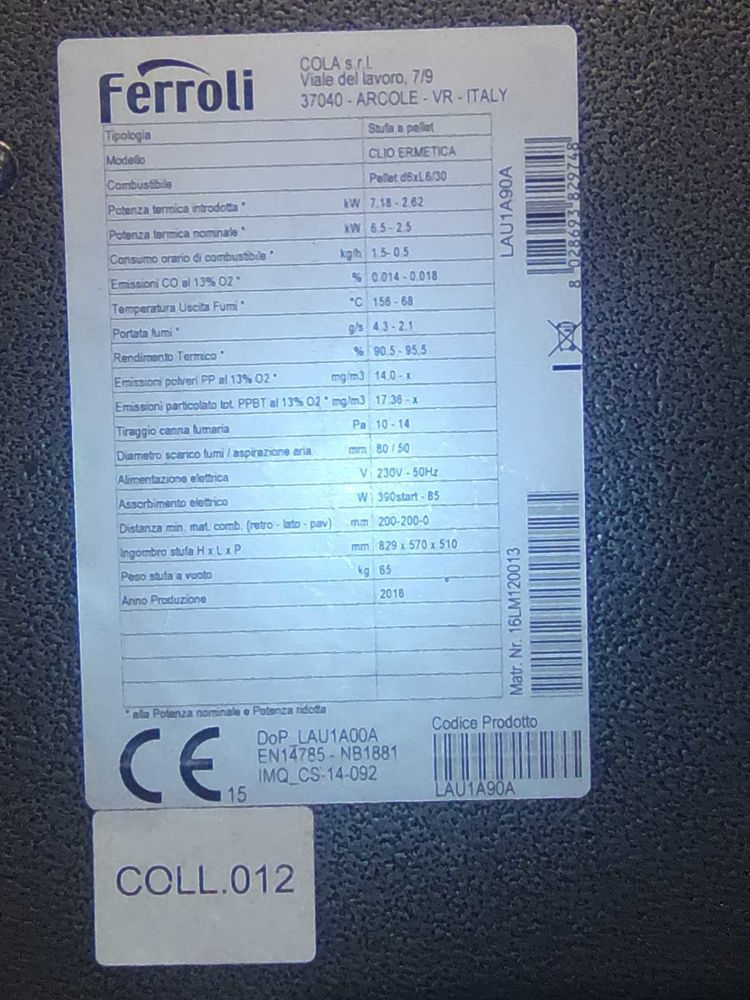 Ferroli
COLA s.r.l.
Viale del lavoro, 7/9
37040 - ARCOLE - VR - ITALY
Tipologia Stufa a pellet
Modello CLIO ERMETICA
Combustibile Pellet d6xL6/30
Potenza termica introdotta * kW 7.18 - 2.62
Potenza termica nominale * kW 6.5 - 2.5
Consumo orario di combustibile * kg/h 1.5- 0.5
Emissioni CO al 13% O2 * % 0.014 - 0.018
Temperatura Uscita Fumi * °C 156 - 68
Portata fumi * g/s 4.3 - 2.1
Rendimento Termico * % 90.5 - 95.5
Emissioni polveri PP al 13% O2 * mg/m3 14.0 - x
Emissioni particolato tot. PPBT al 13% O2 * mg/m3 17.36 - x
Tiraggio canna fumaria Pa 10 - 14
Diametro scarico fumi / aspirazione aria mm 80 / 50
Alimentazione elettrica V 230V - 50Hz
Assorbimento elettrico W 390start - 85
Distanza min. mat. comb. (retro - lato - pav) mm 200-200-0
Ingombro stufa H x L x P mm 829 x 570 x 510
Peso stufa a vuoto kg 65
Anno Produzione 2016
* alla Potenza nominale e Potenza ridotta
LAU1A90A
8 028693 829748
Matr. Nr. 16LM120013
CE 15
DoP_LAU1A00A
EN14785 - NB1881
IMQ_CS-14-092
Codice Prodotto
LAU1A90A
COLL.012